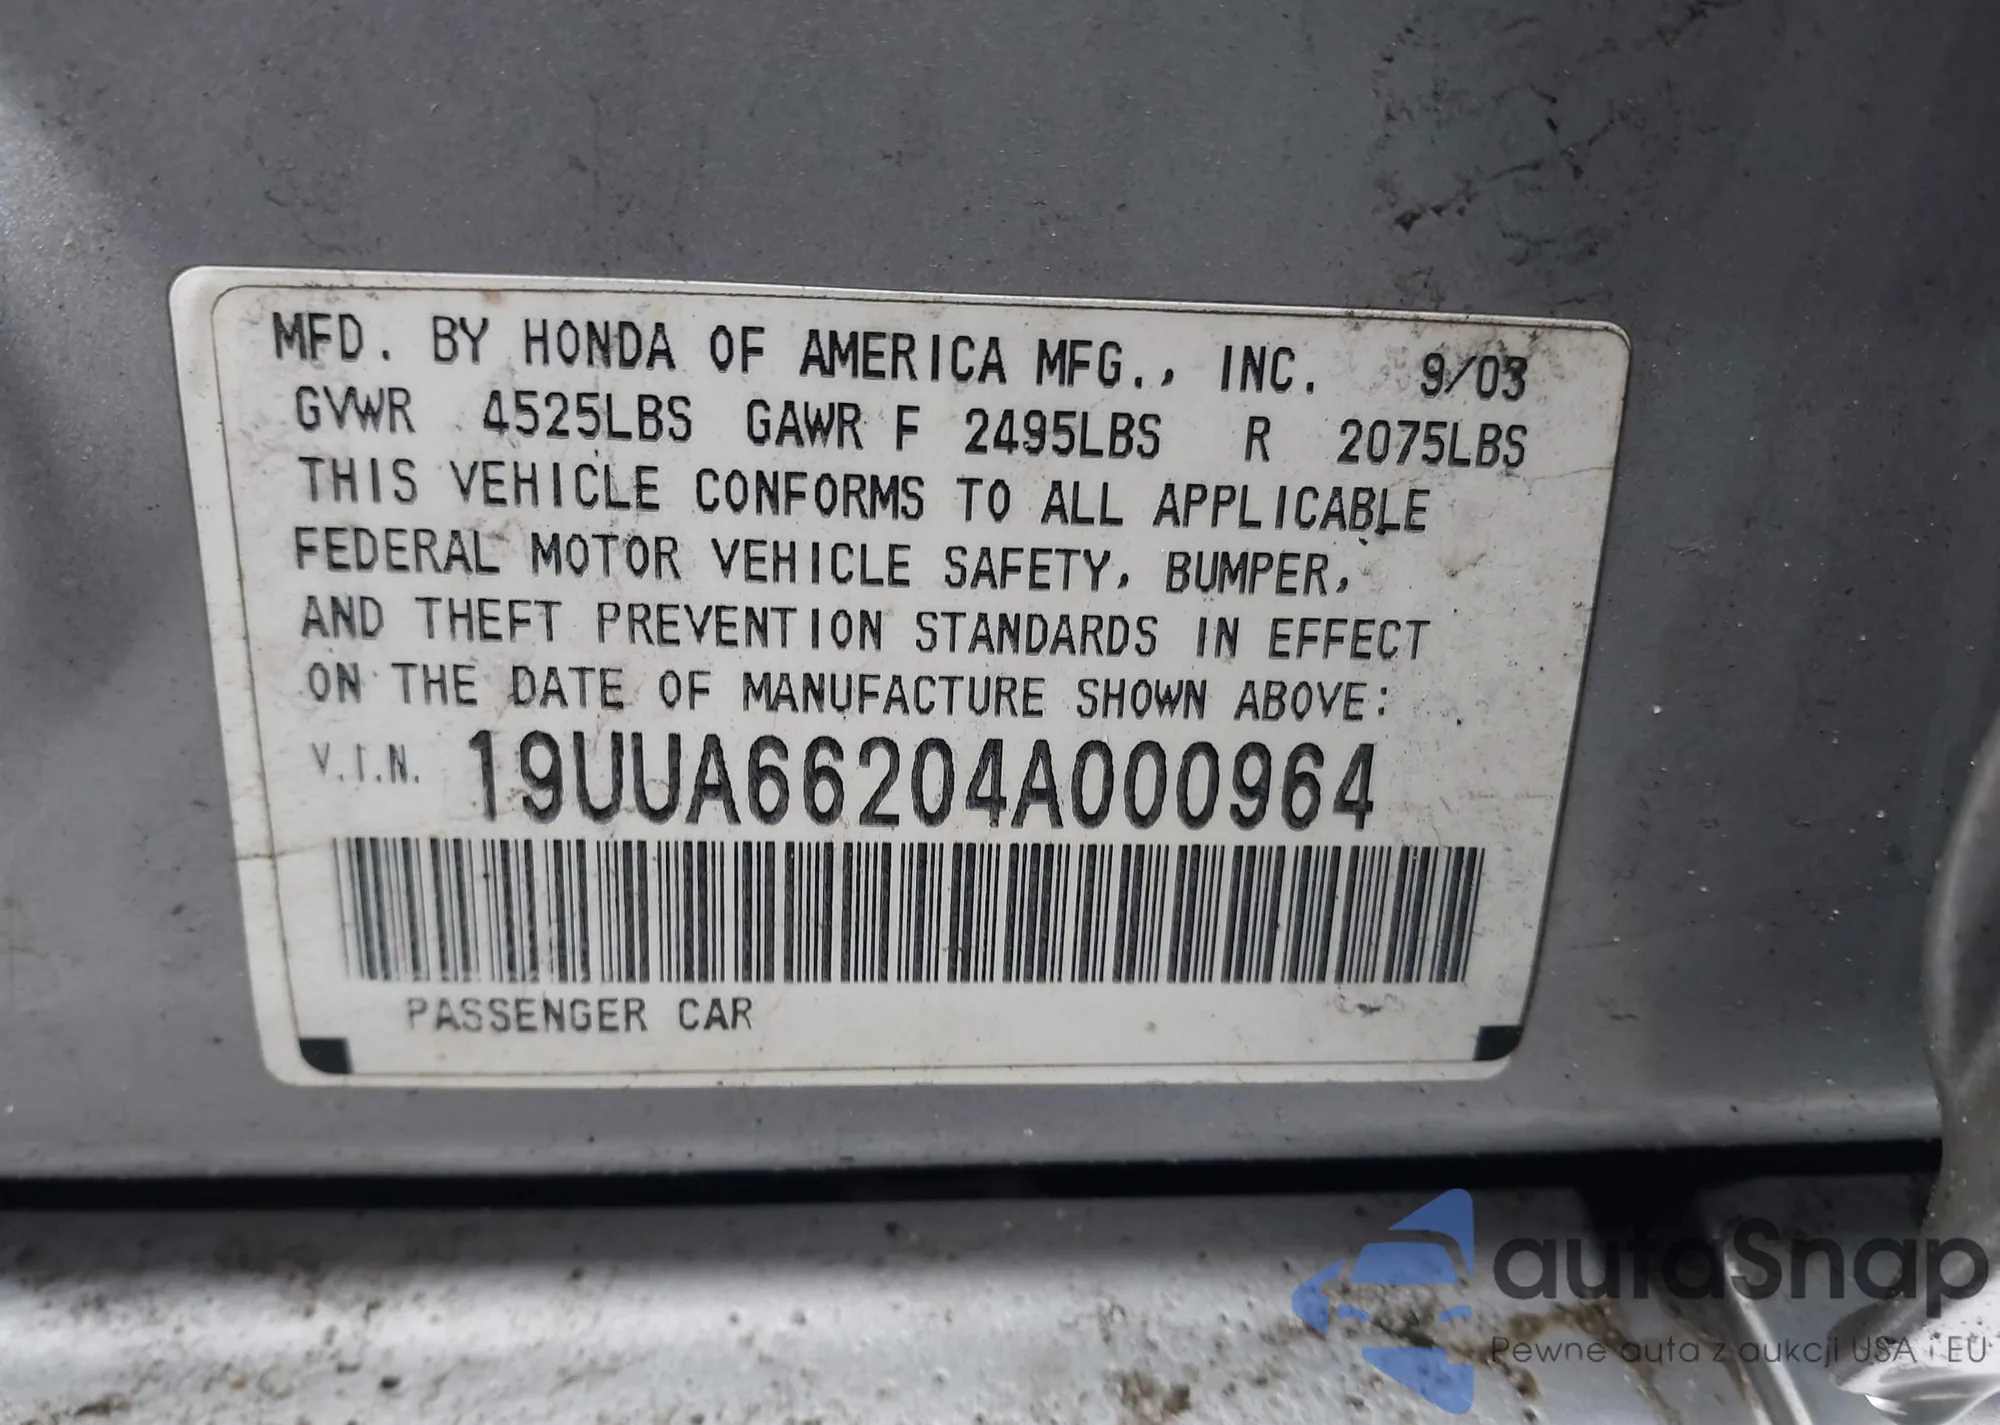 MFD. BY HONDA OF AMERICA MFG., INC. 9/03
GVWR 4525LBS GAWR F 2495LBS R 2075LBS
THIS VEHICLE CONFORMS TO ALL APPLICABLE
FEDERAL MOTOR VEHICLE SAFETY, BUMPER,
AND THEFT PREVENTION STANDARDS IN EFFECT
ON THE DATE OF MANUFACTURE SHOWN ABOVE:
V.I.N. 19UUA66204A000964
PASSENGER CAR
autaSnap
Pewne auta z aukcji USA i EU